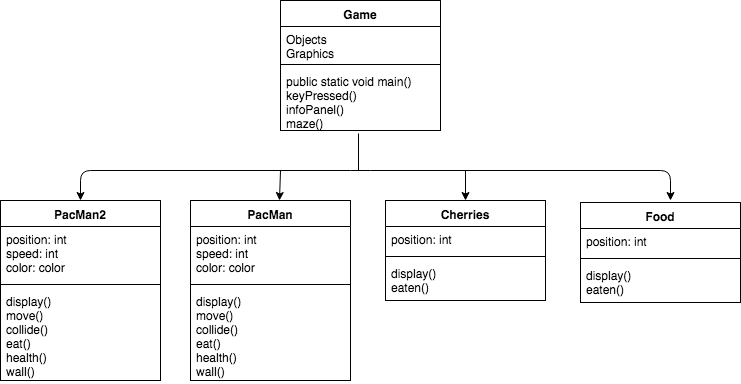 Game
Objects
Graphics
public static void main()
keyPressed()
infoPanel()
maze()
PacMan2
position: int
speed: int
color: color
display()
move()
collide()
eat()
health()
wall()
PacMan
position: int
speed: int
color: color
display()
move()
collide()
eat()
health()
wall()
Cherries
position: int
display()
eaten()
Food
position: int
display()
eaten()